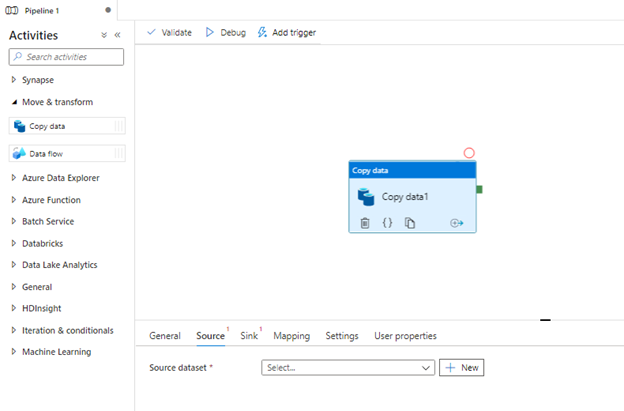 Pipeline 1
Activities
Search activities
Synapse
Move & transform
Copy data
Data flow
Azure Data Explorer
Azure Function
Batch Service
Databricks
Data Lake Analytics
General
HDInsight
Iteration & conditionals
Machine Learning
Validate Debug Add trigger
Copy data
Copy data1
{}
General Source 1 Sink 1 Mapping Settings User properties
Source dataset * Select... + New